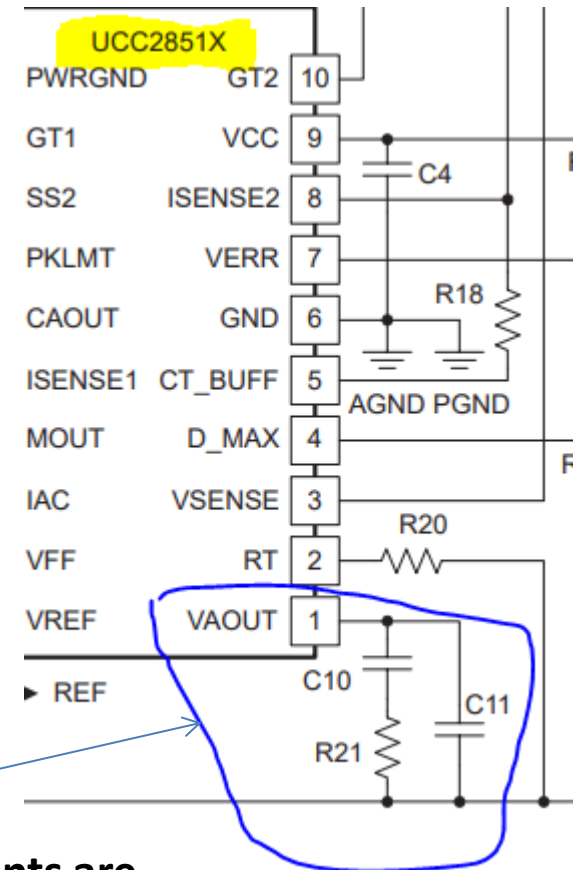 UCC2851X
PWRGND GT2 10
GT1 VCC 9
C4
SS2 ISENSE2 8
PKLMT VERR 7
R18
CAOUT GND 6
ISENSE1 CT_BUFF 5
AGND PGND
MOUT D_MAX 4
IAC VSENSE 3
R20
VFF RT 2
VREF VAOUT 1
REF
C10
C11
R21
are